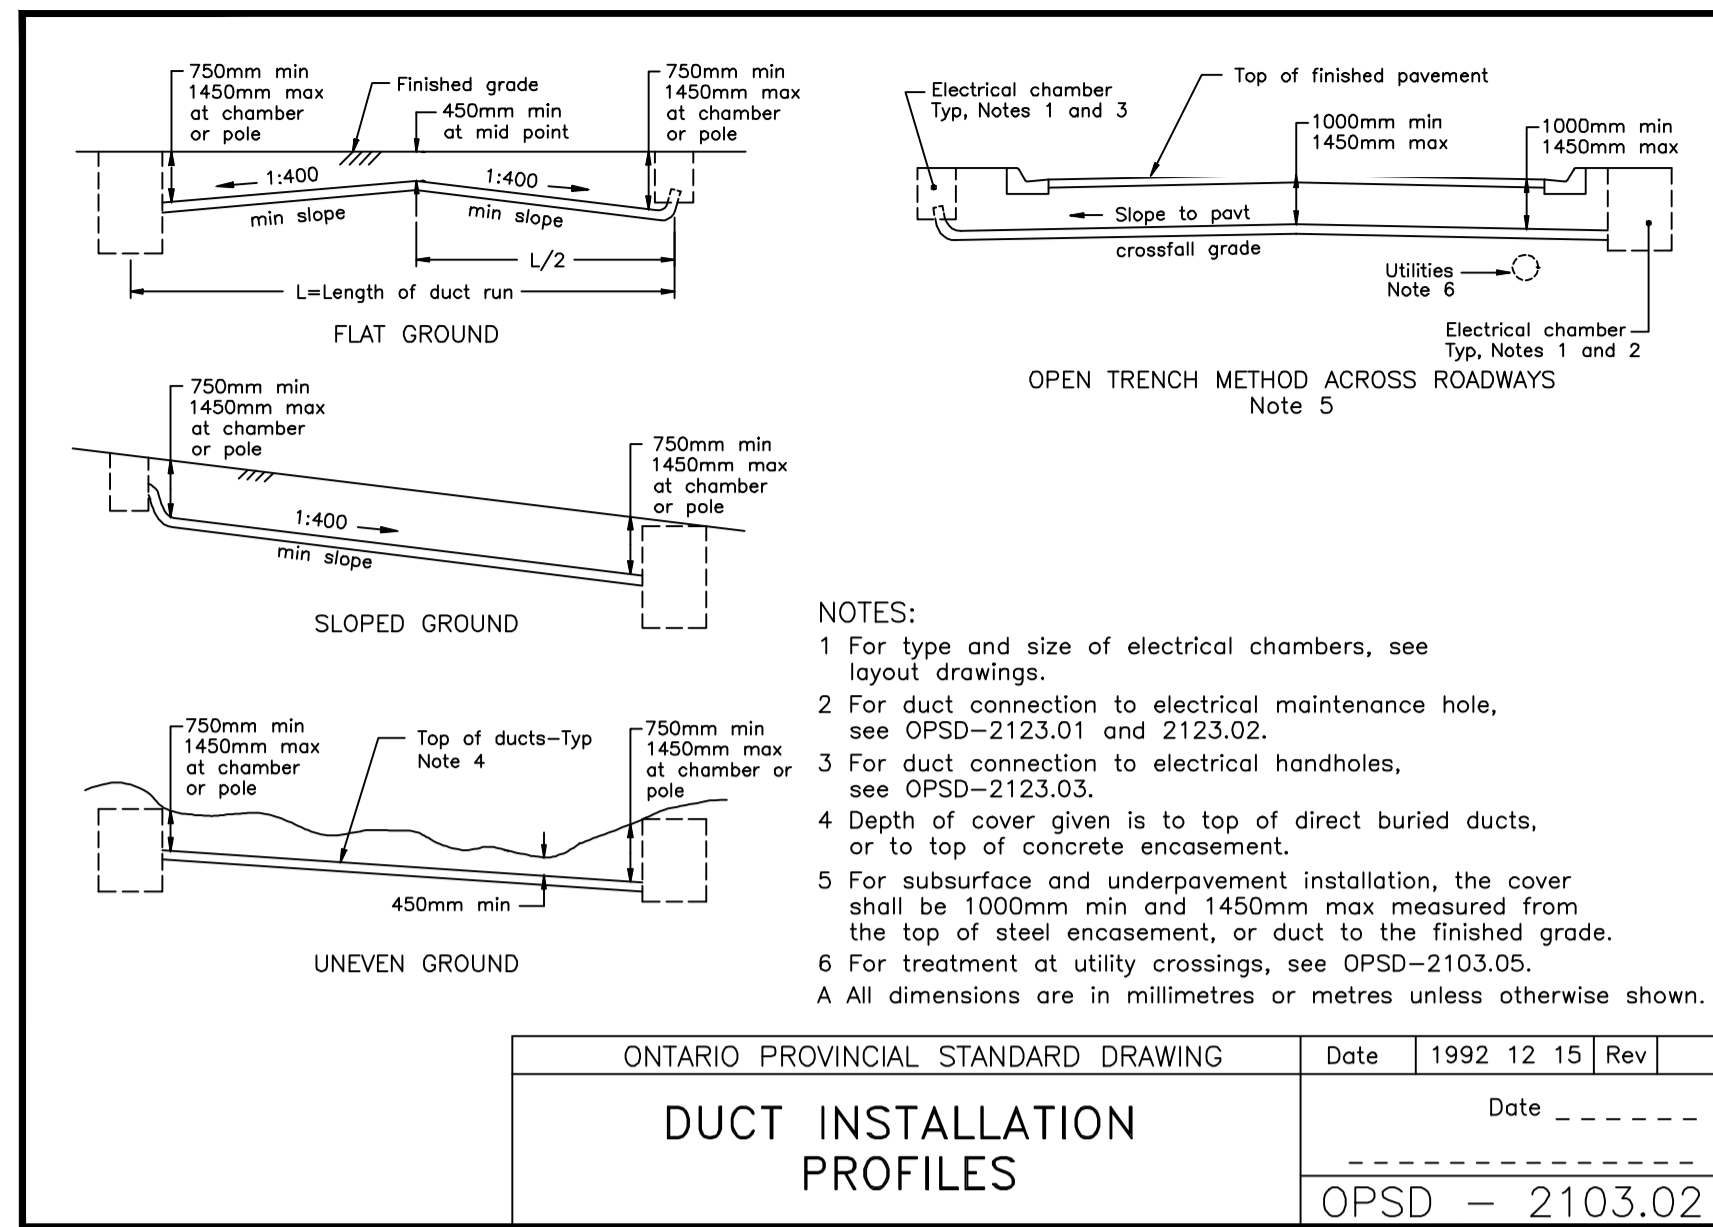 750mm min
1450mm max
at chamber
or pole
Finished grade
450mm min
at mid point
750mm min
1450mm max
at chamber
or pole
1:400
min slope
1:400
min slope
L/2
L=Length of duct run
FLAT GROUND
Electrical chamber
Typ, Notes 1 and 3
Top of finished pavement
1000mm min
1450mm max
1000mm min
1450mm max
Slope to pavt
crossfall grade
Utilities
Note 6
Electrical chamber
Typ, Notes 1 and 2
OPEN TRENCH METHOD ACROSS ROADWAYS
Note 5
750mm min
1450mm max
at chamber
or pole
750mm min
1450mm max
at chamber
or pole
1:400
min slope
SLOPED GROUND
750mm min
1450mm max
at chamber
or pole
Top of ducts-Typ
Note 4
750mm min
1450mm max
at chamber or
pole
450mm min
UNEVEN GROUND
NOTES:
1 For type and size of electrical chambers, see
layout drawings.
2 For duct connection to electrical maintenance hole,
see OPSD-2123.01 and 2123.02.
3 For duct connection to electrical handholes,
see OPSD-2123.03.
4 Depth of cover given is to top of direct buried ducts,
or to top of concrete encasement.
5 For subsurface and underpavement installation, the cover
shall be 1000mm min and 1450mm max measured from
the top of steel encasement, or duct to the finished grade.
6 For treatment at utility crossings, see OPSD-2103.05.
A All dimensions are in millimetres or metres unless otherwise shown.
ONTARIO PROVINCIAL STANDARD DRAWING
Date 1992 12 15 Rev
DUCT INSTALLATION
PROFILES
Date _ _ _ _ _ _
_ _ _ _ _ _ _ _ _ _ _ _ _ _
OPSD - 2103.02